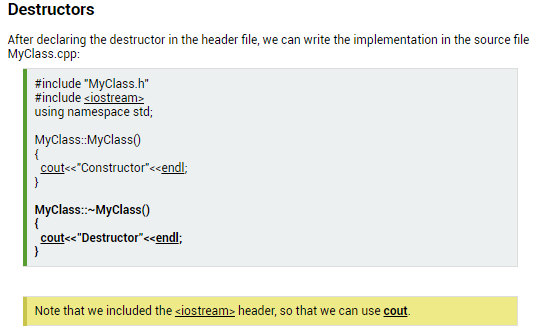 Destructors
After declaring the destructor in the header file, we can write the implementation in the source file
MyClass.cpp:
#include "MyClass.h"
#include <iostream>
using namespace std;
MyClass::MyClass()
{
cout<<"Constructor"<<endl;
}
MyClass::~MyClass()
{
cout<<"Destructor"<<endl;
}
Note that we included the <iostream> header, so that we can use cout.